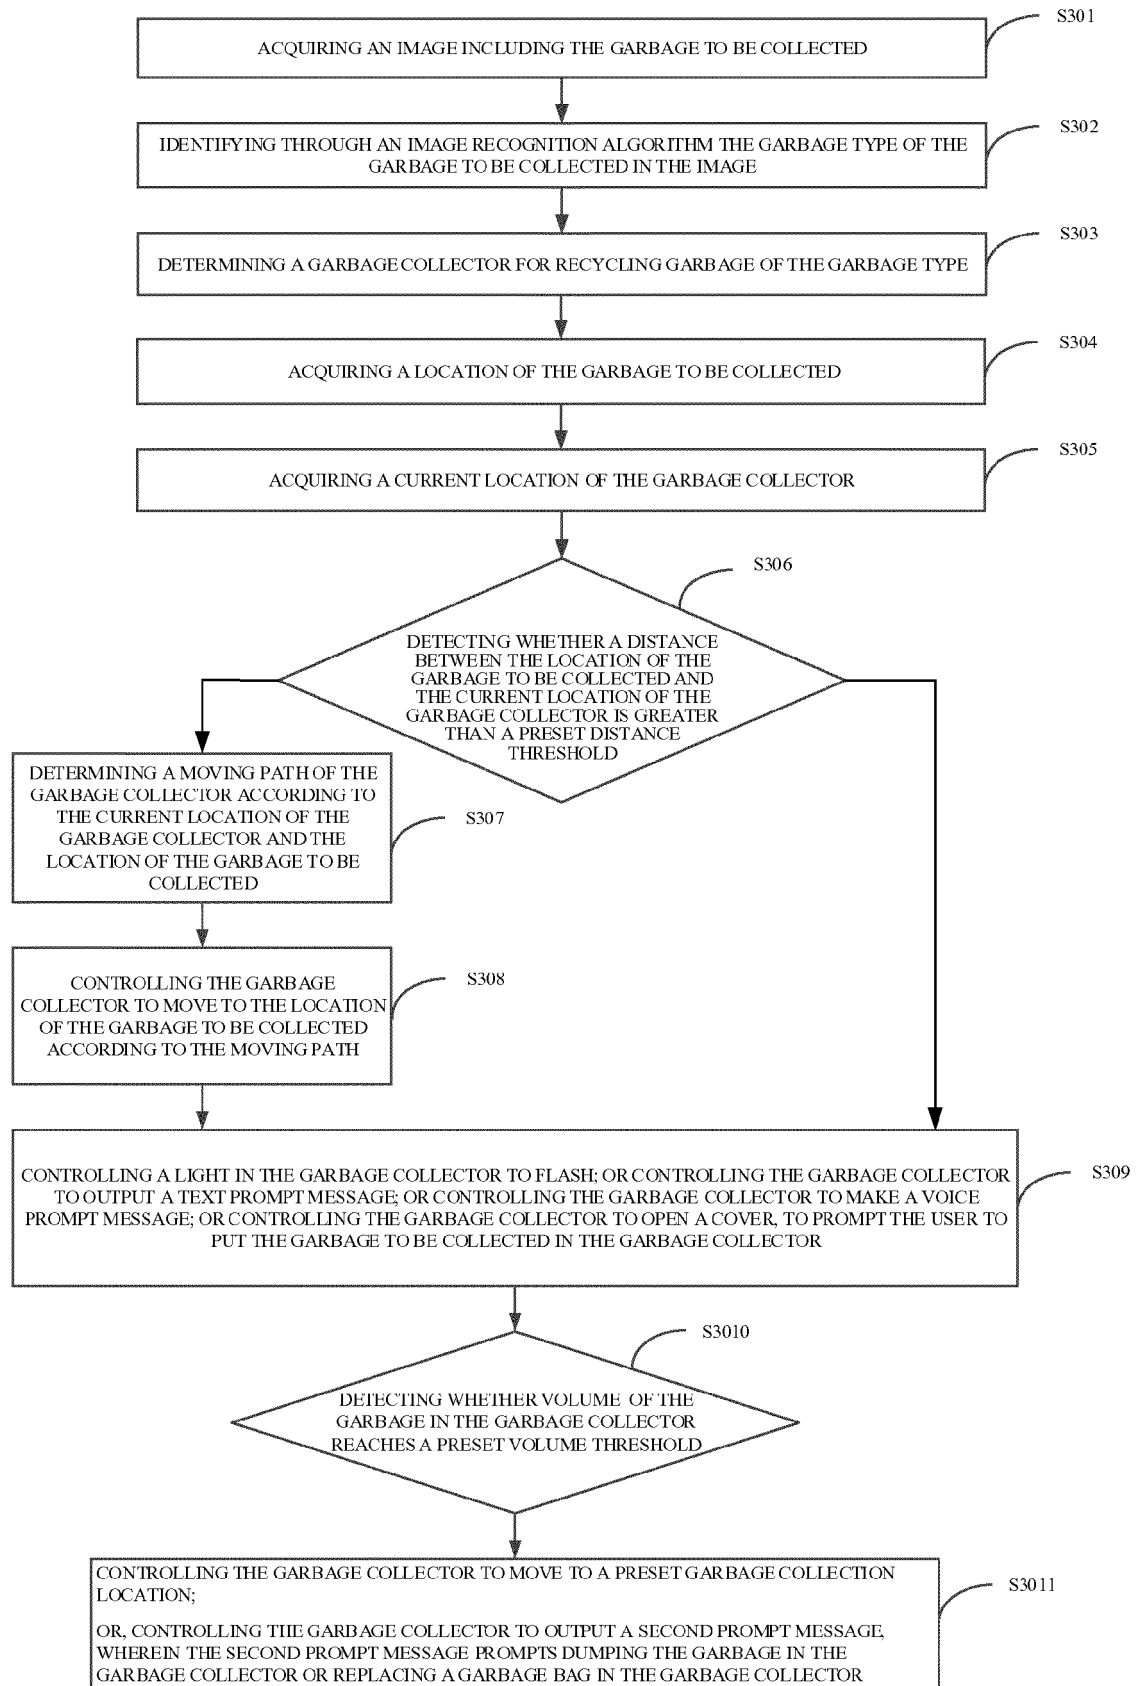 S301
ACQUIRING AN IMAGE INCLUDING THE GARBAGE TO BE COLLECTED
S302
IDENTIFYING THROUGH AN IMAGE RECOGNITION ALGORITHM THE GARBAGE TYPE OF THE
GARBAGE TO BE COLLECTED IN THE IMAGE
S303
DETERMINING A GARBAGE COLLECTOR FOR RECYCLING GARBAGE OF THE GARBAGE TYPE
S304
ACQUIRING A LOCATION OF THE GARBAGE TO BE COLLECTED
S305
ACQUIRING A CURRENT LOCATION OF THE GARBAGE COLLECTOR
S306
DETECTING WHETHER A DISTANCE
BETWEEN THE LOCATION OF THE
GARBAGE TO BE COLLECTED AND
THE CURRENT LOCATION OF THE
GARBAGE COLLECTOR IS GREATER
THAN A PRESET DISTANCE
THRESHOLD
DETERMINING A MOVING PATH OF THE
GARBAGE COLLECTOR ACCORDING TO
THE CURRENT LOCATION OF THE
GARBAGE COLLECTOR AND THE
LOCATION OF THE GARBAGE TO BE
COLLECTED
S307
CONTROLLING THE GARBAGE
COLLECTOR TO MOVE TO THE LOCATION
OF THE GARBAGE TO BE COLLECTED
ACCORDING TO THE MOVING PATH
S308
CONTROLLING A LIGHT IN THE GARBAGE COLLECTOR TO FLASH; OR CONTROLLING THE GARBAGE COLLECTOR
TO OUTPUT A TEXT PROMPT MESSAGE; OR CONTROLLING THE GARBAGE COLLECTOR TO MAKE A VOICE
PROMPT MESSAGE; OR CONTROLLING THE GARBAGE COLLECTOR TO OPEN A COVER, TO PROMPT THE USER TO
PUT THE GARBAGE TO BE COLLECTED IN THE GARBAGE COLLECTOR
S309
S3010
DETECTING WHETHER VOLUME OF THE
GARBAGE IN THE GARBAGE COLLECTOR
REACHES A PRESET VOLUME THRESHOLD
CONTROLLING THE GARBAGE COLLECTOR TO MOVE TO A PRESET GARBAGE COLLECTION
LOCATION;
OR, CONTROLLING THE GARBAGE COLLECTOR TO OUTPUT A SECOND PROMPT MESSAGE,
WHEREIN THE SECOND PROMPT MESSAGE PROMPTS DUMPING THE GARBAGE IN THE
GARBAGE COLLECTOR OR REPLACING A GARBAGE BAG IN THE GARBAGE COLLECTOR
S3011